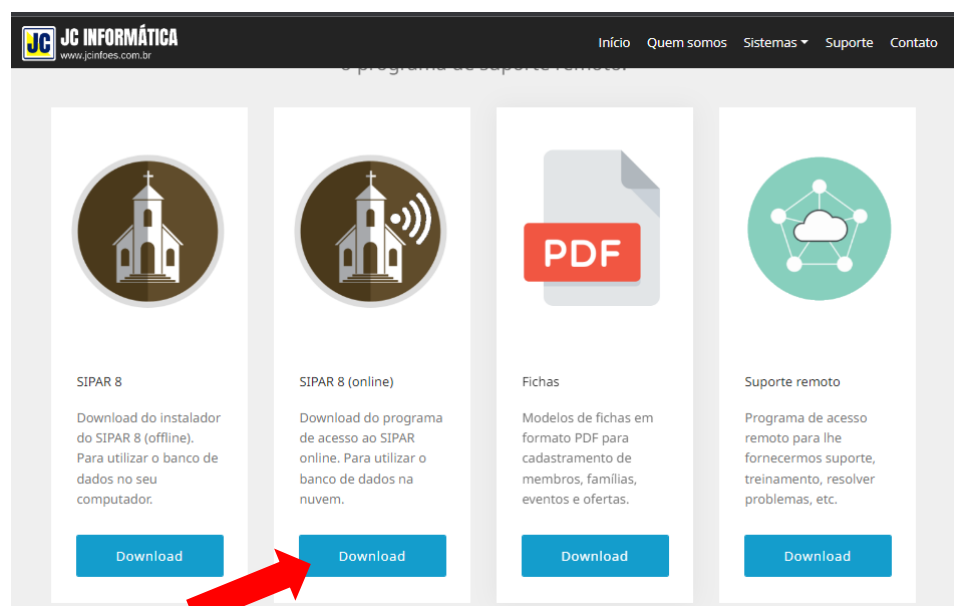 JC JC INFORMÁTICA
www.jcinfoes.com.br
Início Quem somos Sistemas Suporte Contato
o programa de suporte remoto.
PDF
SIPAR 8
Download do instalador
do SIPAR 8 (offline).
Para utilizar o banco de
dados no seu
computador.
Download
SIPAR 8 (online)
Download do programa
de acesso ao SIPAR
online. Para utilizar o
banco de dados na
nuvem.
Download
Fichas
Modelos de fichas em
formato PDF para
cadastramento de
membros, famílias,
eventos e ofertas.
Download
Suporte remoto
Programa de acesso
remoto para lhe
fornecermos suporte,
treinamento, resolver
problemas, etc.
Download